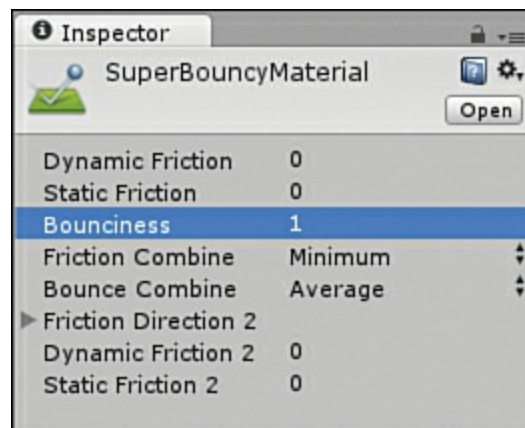 Inspector
SuperBouncyMaterial
Open
Dynamic Friction 0
Static Friction 0
Bounciness 1
Friction Combine Minimum
Bounce Combine Average
Friction Direction 2
Dynamic Friction 2 0
Static Friction 2 0